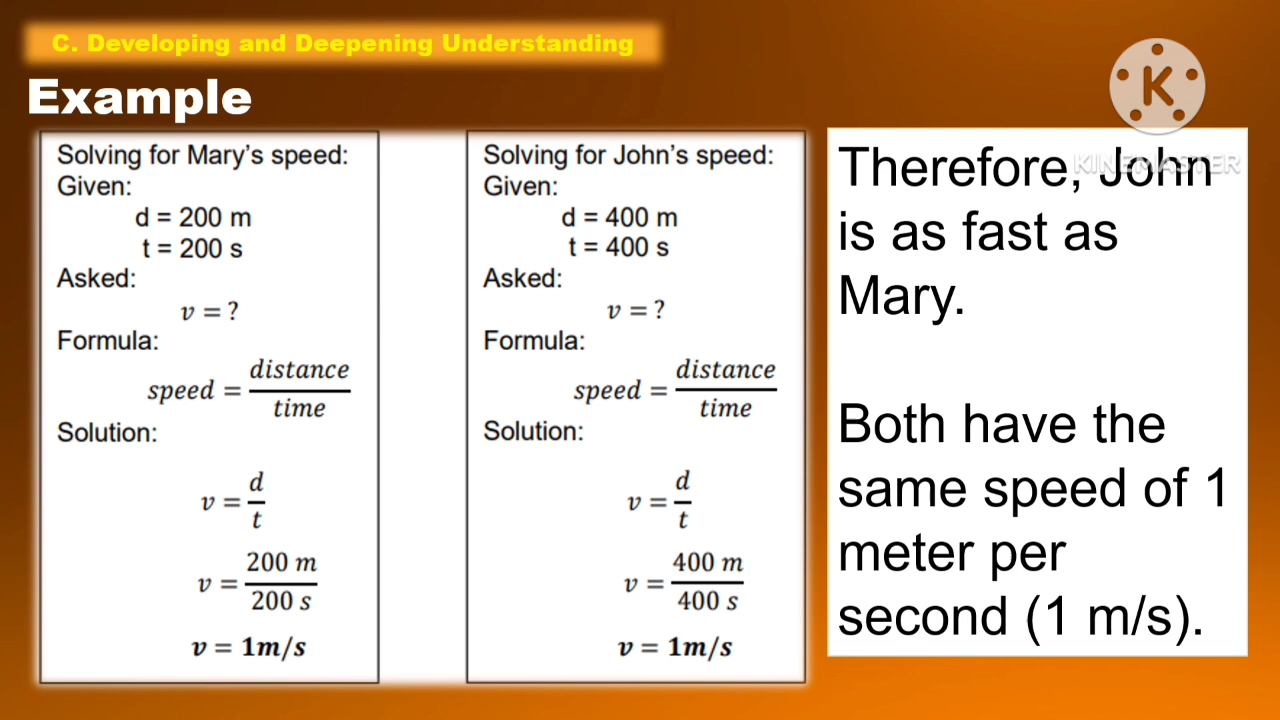 C. Developing and Deepening Understanding
Example
Solving for Mary's speed:
Given:
d = 200 m
t = 200 s
Asked:
v = ?
Formula:
speed = distance / time
Solution:
v = d / t
v = 200 m / 200 s
v = 1m/s
Solving for John's speed:
Given:
d = 400 m
t = 400 s
Asked:
v = ?
Formula:
speed = distance / time
Solution:
v = d / t
v = 400 m / 400 s
v = 1m/s
K
KINEMASTER
Therefore, John
is as fast as
Mary.
Both have the
same speed of 1
meter per
second (1 m/s).